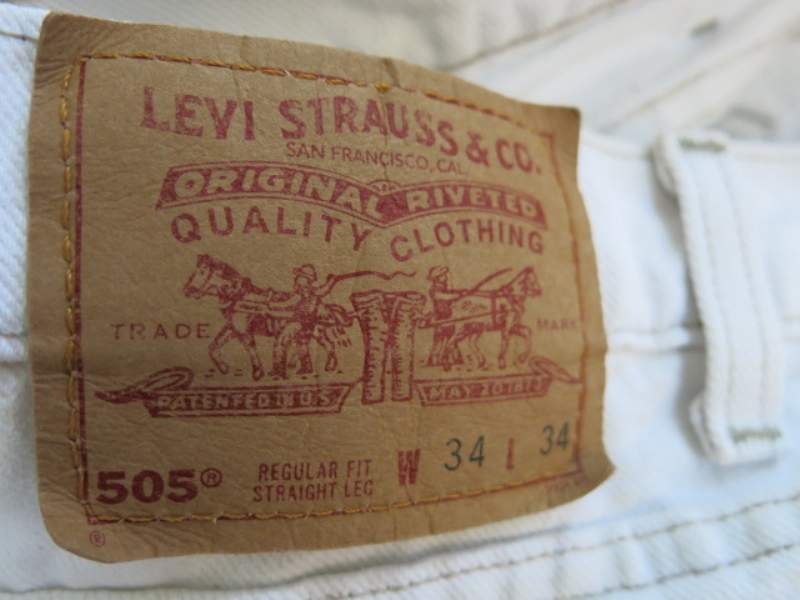 LEVI STRAUSS & CO.
SAN FRANCISCO, CAL
ORIGINAL RIVETED
QUALITY CLOTHING
TRADE MARK
PATENTED IN U.S. MAY 20 1873
505® REGULAR FIT STRAIGHT LEG W 34 L 34
®